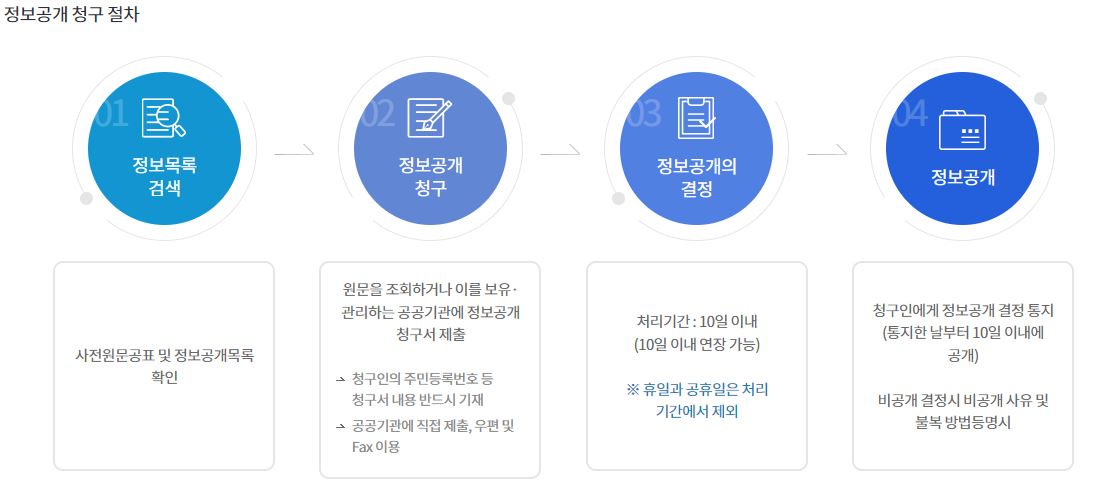 정보공개 청구 절차
01
정보목록
검색
02
정보공개
청구
03
정보공개의
결정
04
정보공개
사전원문공표 및 정보공개목록
확인
원문을 조회하거나 이를 보유·
관리하는 공공기관에 정보공개
청구서 제출
청구인의 주민등록번호 등
청구서 내용 반드시 기재
공공기관에 직접 제출, 우편 및
Fax 이용
처리기간 : 10일 이내
(10일 이내 연장 가능)
※ 휴일과 공휴일은 처리
기간에서 제외
청구인에게 정보공개 결정 통지
(통지한 날부터 10일 이내에
공개)
비공개 결정시 비공개 사유 및
불복 방법등명시